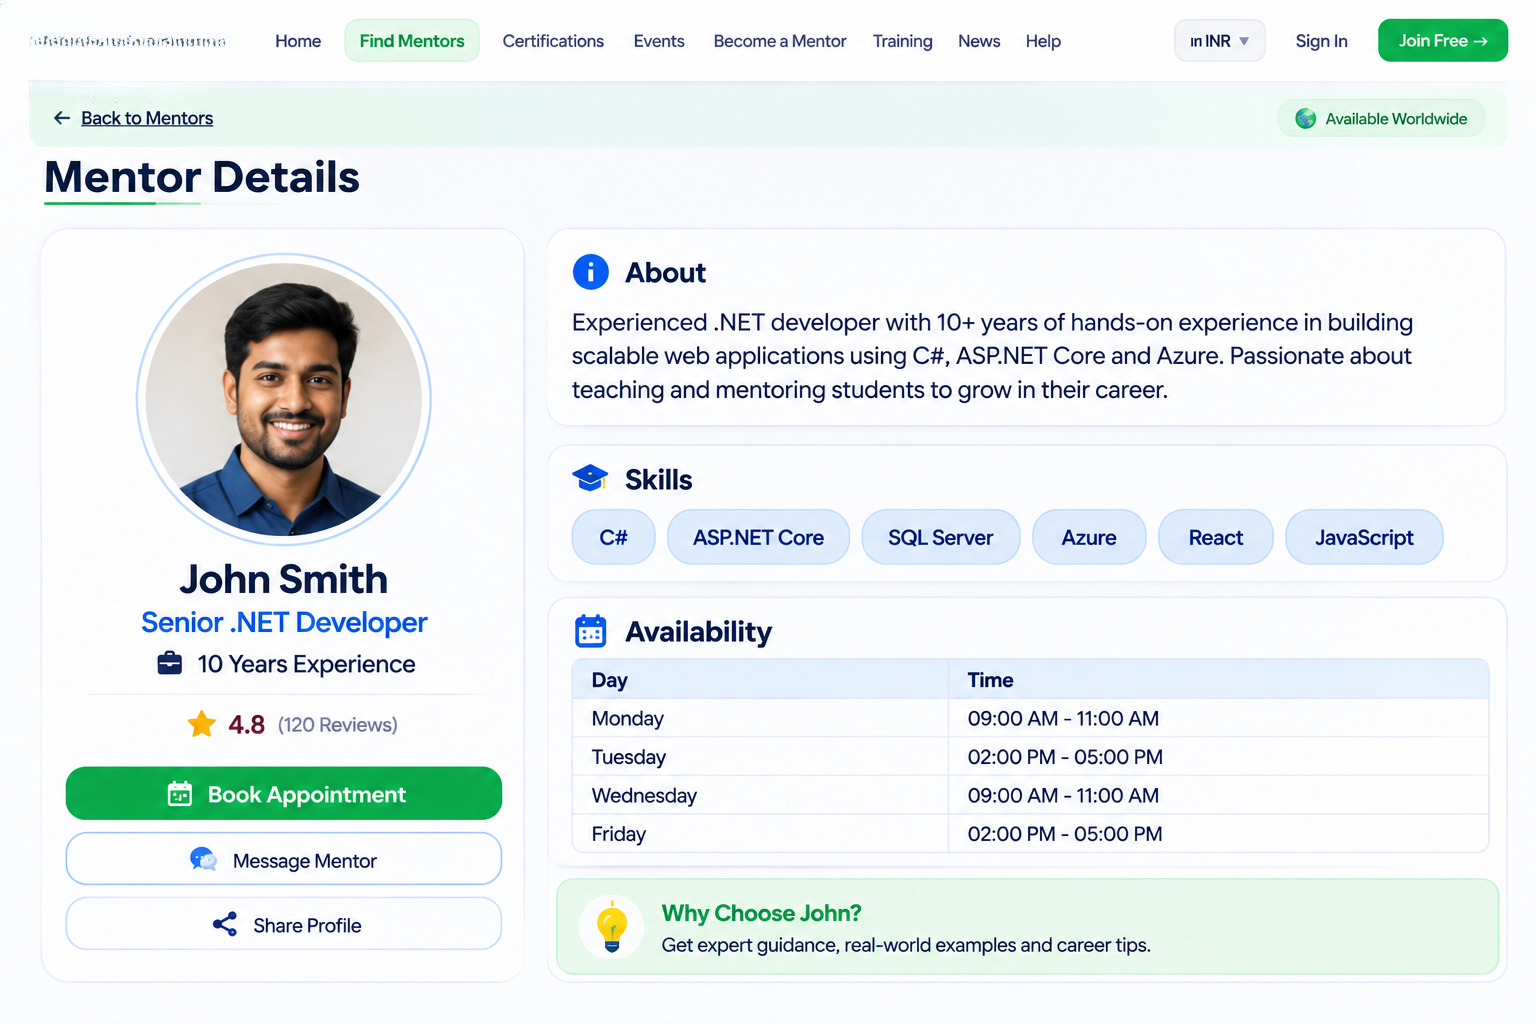 Home
Find Mentors
Certifications
Events
Become a Mentor
Training
News
Help
INR ▼
Sign In
Join Free →
← Back to Mentors
Available Worldwide
Mentor Details
John Smith
Senior .NET Developer
10 Years Experience
4.8 (120 Reviews)
Book Appointment
Message Mentor
Share Profile
About
Experienced .NET developer with 10+ years of hands-on experience in building
scalable web applications using C#, ASP.NET Core and Azure. Passionate about
teaching and mentoring students to grow in their career.
Skills
C#
ASP.NET Core
SQL Server
Azure
React
JavaScript
Availability
Day Time
Monday 09:00 AM - 11:00 AM
Tuesday 02:00 PM - 05:00 PM
Wednesday 09:00 AM - 11:00 AM
Friday 02:00 PM - 05:00 PM
Why Choose John?
Get expert guidance, real-world examples and career tips.